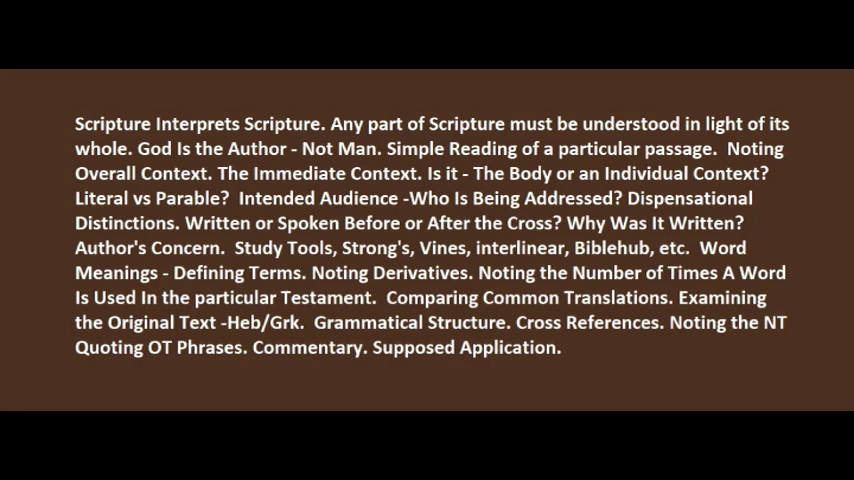 Scripture Interprets Scripture. Any part of Scripture must be understood in light of its
whole. God Is the Author - Not Man. Simple Reading of a particular passage.  Noting
Overall Context. The Immediate Context. Is it - The Body or an Individual Context?
Literal vs Parable?  Intended Audience -Who Is Being Addressed? Dispensational
Distinctions. Written or Spoken Before or After the Cross? Why Was It Written?
Author's Concern.  Study Tools, Strong's, Vines, interlinear, Biblehub, etc.  Word
Meanings - Defining Terms. Noting Derivatives. Noting the Number of Times A Word
Is Used In the particular Testament.  Comparing Common Translations. Examining
the Original Text -Heb/Grk.  Grammatical Structure. Cross References. Noting the NT
Quoting OT Phrases. Commentary. Supposed Application.